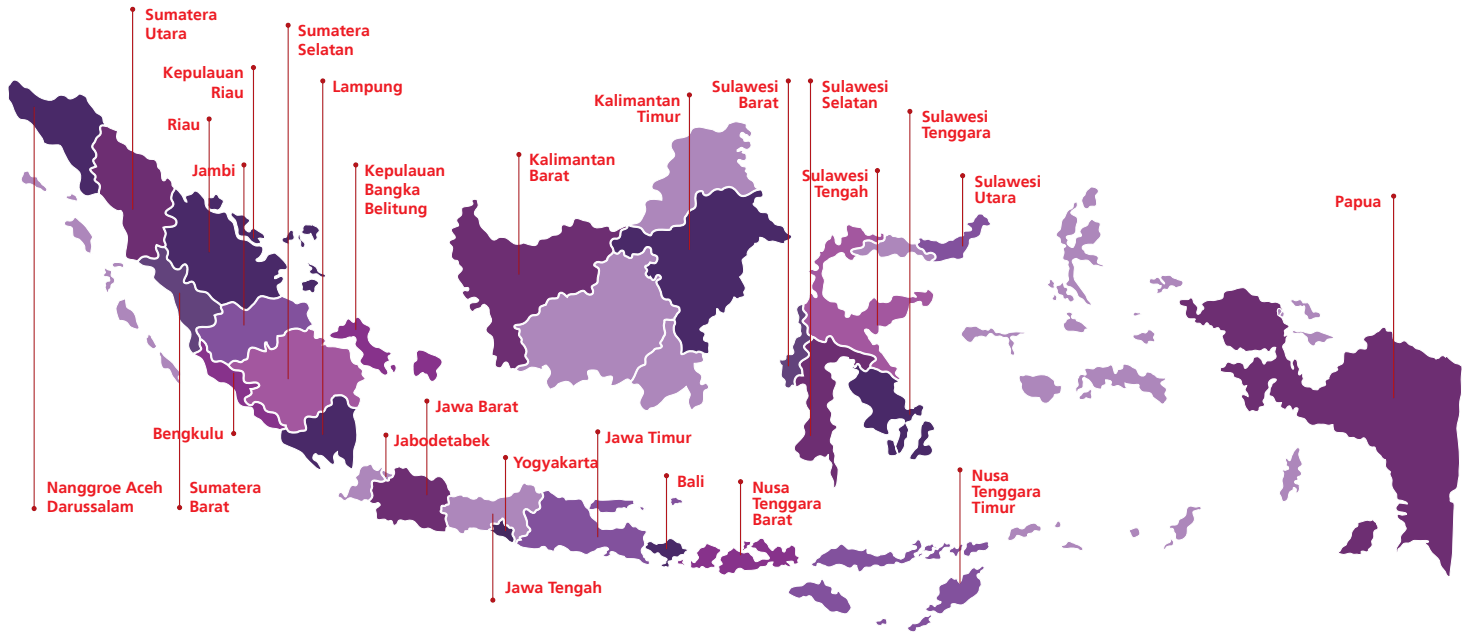 Sumatera
Utara
Sumatera
Selatan
Kepulauan
Riau
Lampung
Riau
Jambi
Kepulauan
Bangka
Belitung
Kalimantan
Barat
Kalimantan
Timur
Sulawesi
Barat
Sulawesi
Selatan
Sulawesi
Tenggara
Sulawesi
Tengah
Sulawesi
Utara
Papua
Bengkulu
Nanggroe Aceh
Darussalam
Sumatera
Barat
Jabodetabek
Jawa Barat
Yogyakarta
Jawa Timur
Jawa Tengah
Bali
Nusa
Tenggara
Barat
Nusa
Tenggara
Timur